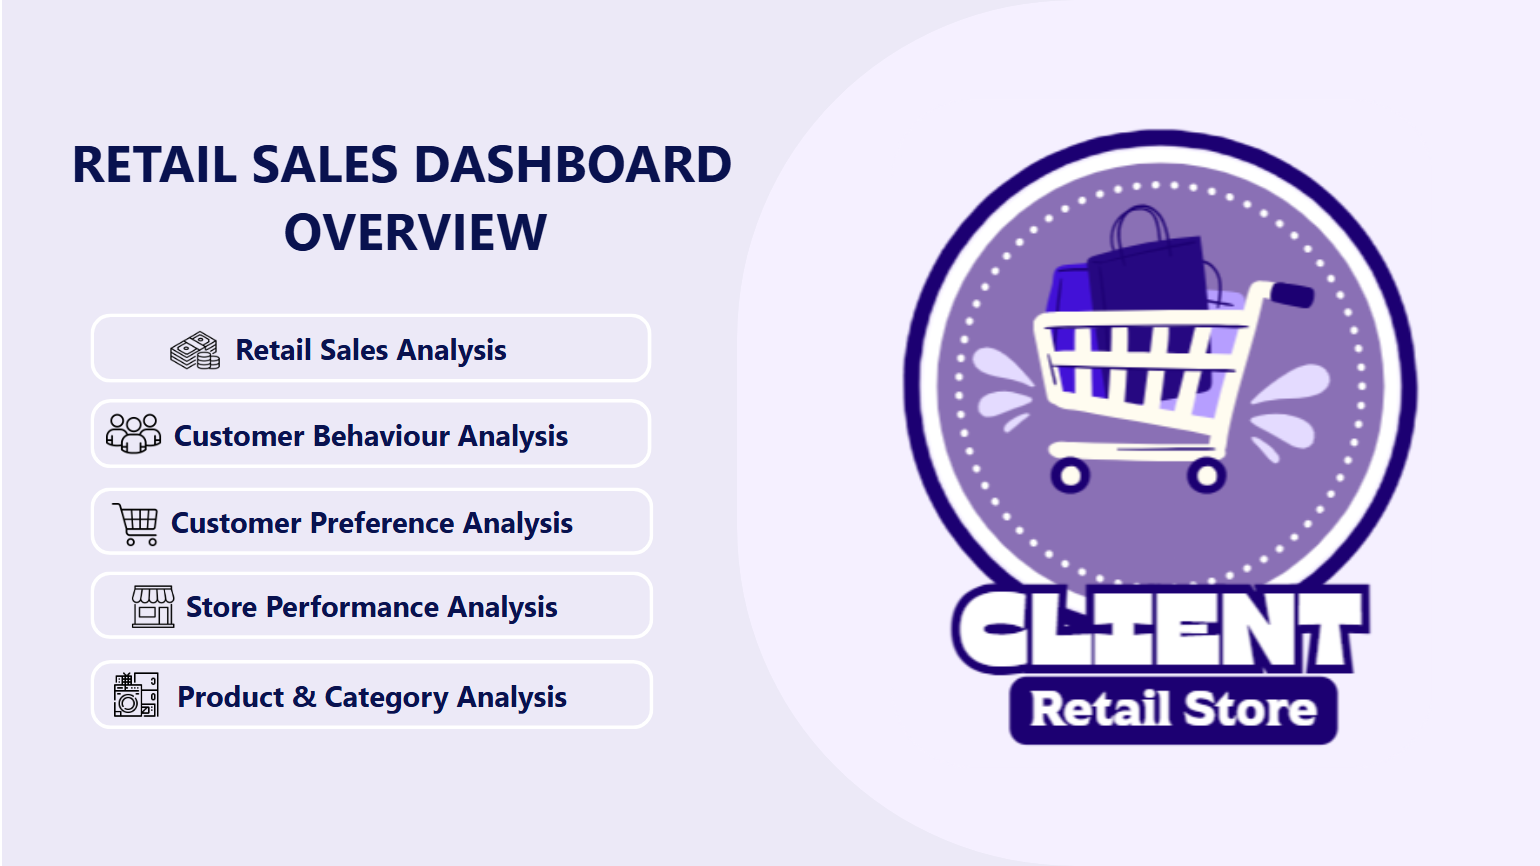 RETAIL SALES DASHBOARD
OVERVIEW
Retail Sales Analysis
Customer Behaviour Analysis
Customer Preference Analysis
Store Performance Analysis
Product & Category Analysis
CLIENT
Retail Store